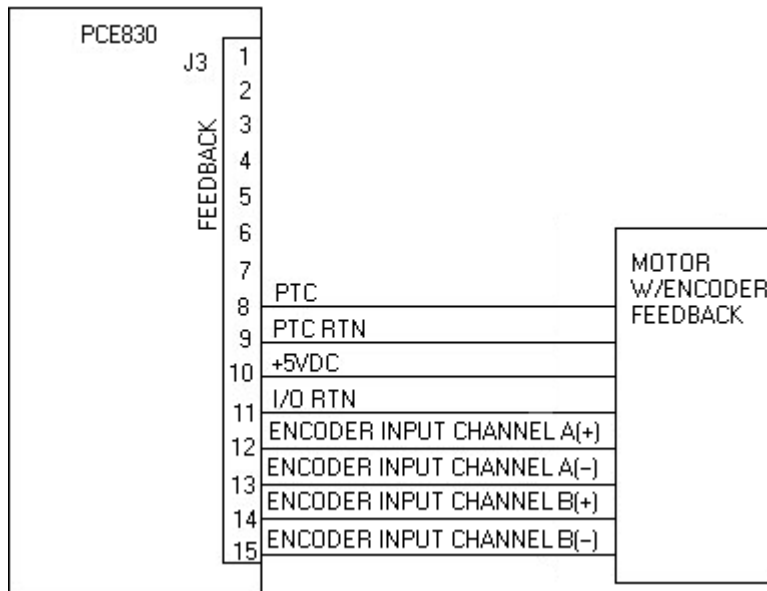 PCE830
J3
FEEDBACK
1
2
3
4
5
6
7
8
9
10
11
12
13
14
15
PTC
PTC RTN
+5VDC
I/O RTN
ENCODER INPUT CHANNEL A(+)
ENCODER INPUT CHANNEL A(-)
ENCODER INPUT CHANNEL B(+)
ENCODER INPUT CHANNEL B(-)
MOTOR
W/ENCODER
FEEDBACK